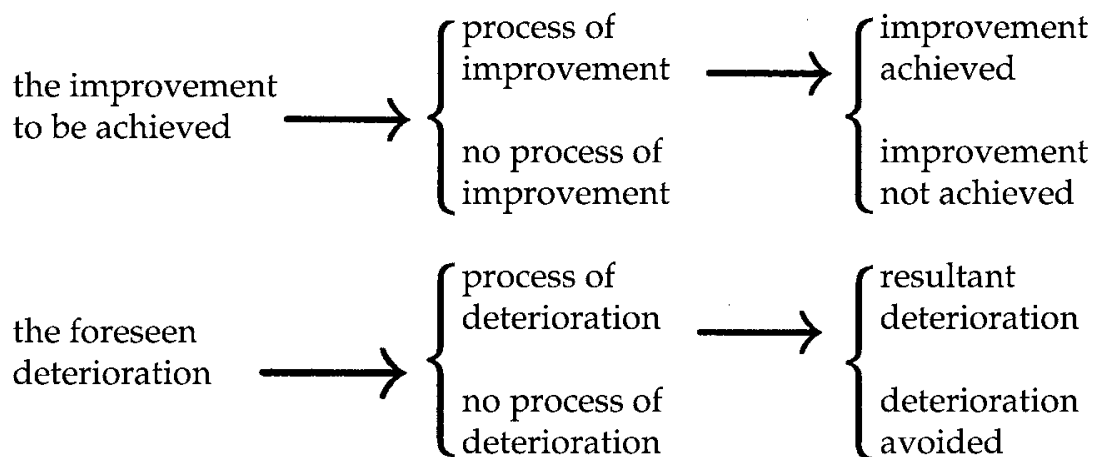 the improvement
to be achieved
process of
improvement
no process of
improvement
improvement
achieved
improvement
not achieved
the foreseen
deterioration
process of
deterioration
no process of
deterioration
resultant
deterioration
deterioration
avoided